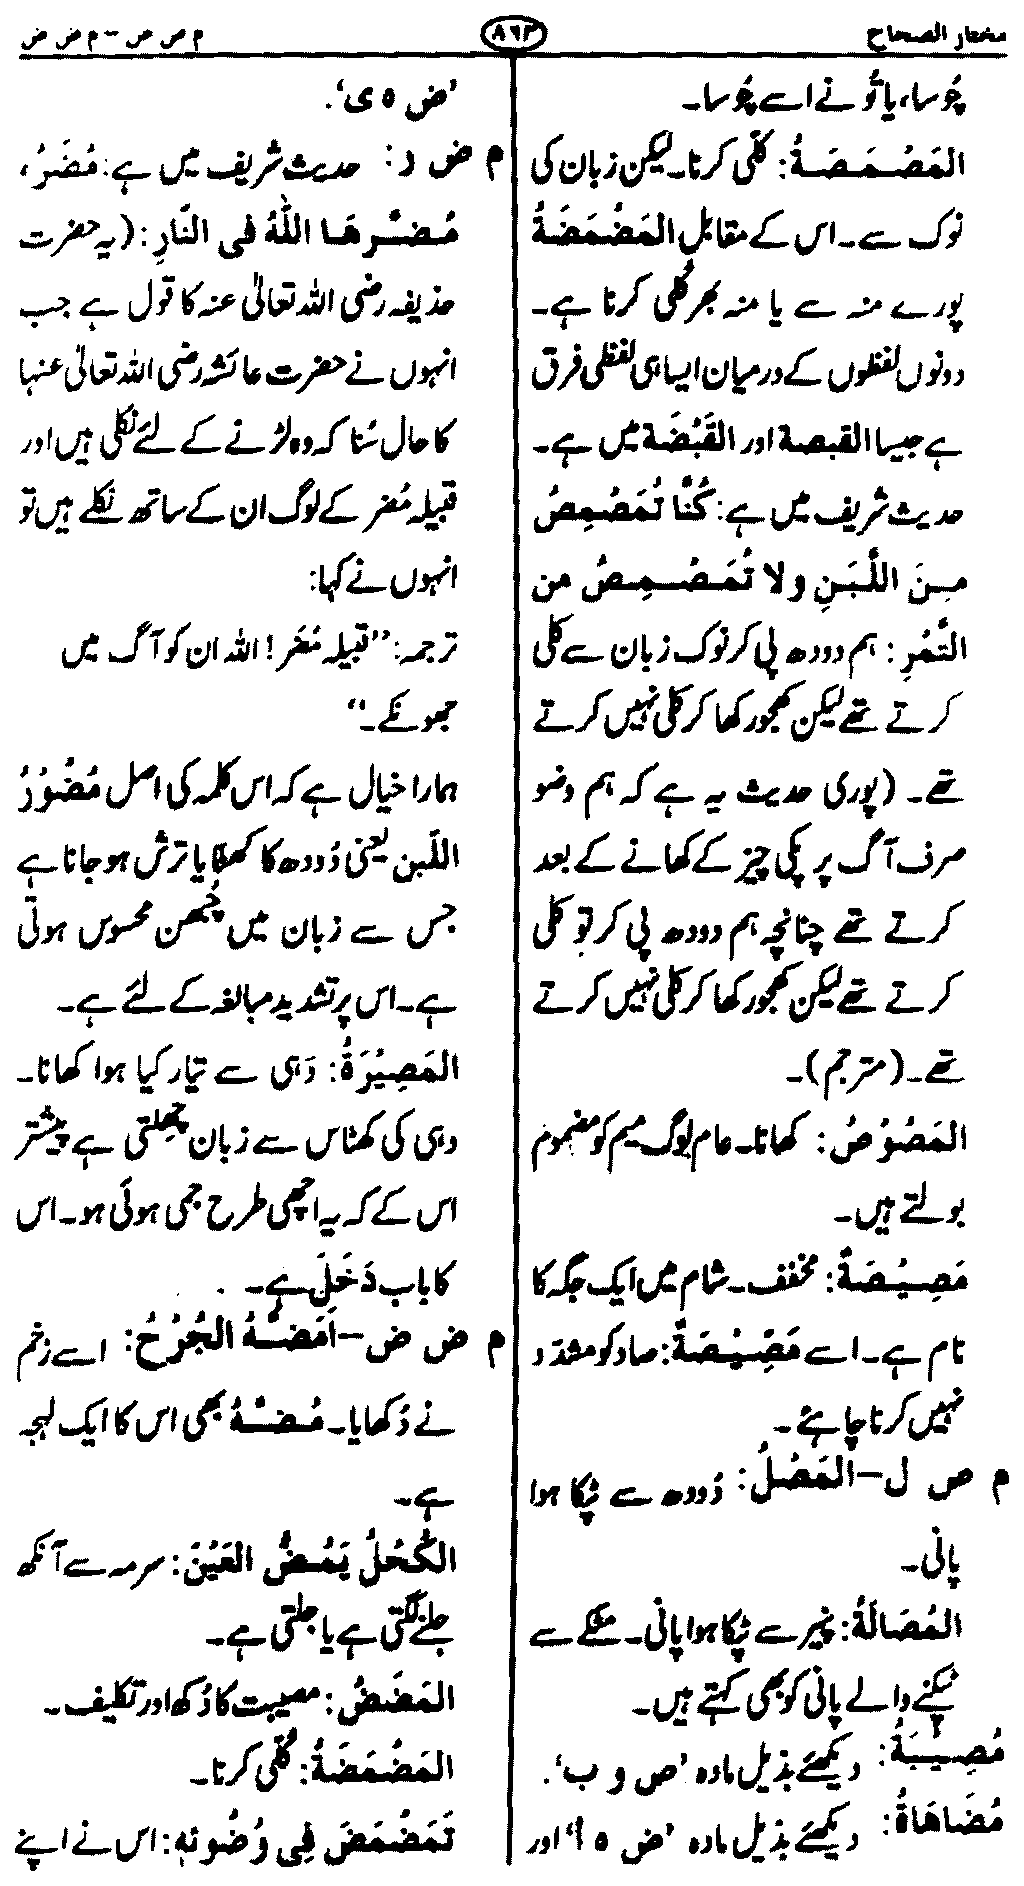 مختار الصحاح
۸۶۳
م ص ص – م ض ض
چُوسا، یا تُو نے اسے چُوسا۔
المَصْمَصَةُ: کلّی کرنا۔ لیکن زبان کی
نوک سے۔ اس کے مقابل المَضْمَضَةُ
پورے منہ سے یا منہ بھر کُلّی کرنا ہے۔
دونوں لفظوں کے درمیان ایسا ہی لفظی فرق
ہے جیسا القبصة اور القَبْضَة میں ہے۔
حدیث شریف میں ہے: كُنَّا نُمَصْمِصُ
مِنَ اللَّبَنِ ولا نُمَصْمِصُ من
التَّمْرِ: ہم دودھ پی کر نوک زبان سے کلّی
کرتے تھے لیکن کھجور کھا کر کلی نہیں کرتے
تھے۔ (پوری حدیث یہ ہے کہ ہم وضو
صرف آگ پر پکی چیز کے کھانے کے بعد
کرتے تھے چنانچہ ہم دودھ پی کر تو کلی
کرتے تھے لیکن کھجور کھا کر کلی نہیں کرتے
تھے۔ (مترجم)۔
المَصُوْصُ: کھانا۔ عام لوگ میم کو مضموم
بولتے ہیں۔
مَصِيْصَةٌ: مخفف۔ شام میں ایک جگہ کا
نام ہے۔ اسے مَصِّيْصَةٌ: صاد کو مشدّد
نہیں کرنا چاہئے۔
م ص ل – المَصْلُ: دُودھ سے ٹپکا ہوا
پانی۔
المُصَالَةُ: پنیر سے ٹپکا ہوا پانی۔ مٹکے سے
ٹپکنے والے پانی کو بھی کہتے ہیں۔
مُصِيْبَةٌ: دیکھئے بذیل مادہ ’ص و ب‘.
مُضَاهَاةٌ: دیکھئے بذیل مادہ ’ض ہ أ‘ اور
’ض ہ ی‘.
م ض ر: حدیث شریف میں ہے: مُضَرُ،
مُضَّرهَا اللّٰهُ فى النَّارِ: (یہ حضرت
حذیفہ رضی اللہ تعالیٰ عنہ کا قول ہے جب
انہوں نے حضرت عائشہ رضی اللہ تعالیٰ عنہا
کا حال سُنا کہ وہ لڑنے کے لئے نکلی ہیں اور
قبیلہ مُضر کے لوگ ان کے ساتھ نکلے ہیں تو
انہوں نے کہا:
ترجمہ: ’’قبیلہ مُضَر! اللہ ان کو آگ میں
جھونکے۔‘‘
ہمارا خیال ہے کہ اس کلمہ کی اصل مُضُوْرُ
اللّبن یعنی دُودھ کا کھٹا یا ترش ہو جانا ہے
جس سے زبان میں چُبھن محسوس ہوتی
ہے۔ اس پر تشدید مبالغہ کے لئے ہے۔
المَضِيْرَةُ: دَہی سے تیار کیا ہوا کھانا۔
دہی کی کھٹاس سے زبان چھلتی ہے پیشتر
اس کے کہ یہ اچھی طرح جمی ہوئی ہو۔ اس
کا باب دَخَلَ ہے۔
م ض ض – اَمَضَّهُ الجُرْحُ: اسے زخم
نے دُکھایا۔ مُضَّهُ بھی اس کا ایک لہجہ
ہے۔
الكُحْلُ يَمُضُّ العَيْنَ: سرمہ سے آنکھ
جلنے لگتی ہے یا جلتی ہے۔
المَضَضُ: مصیبت کا دُکھ اور تکلیف۔
المَضْمَضَةُ: کُلّی کرنا۔
تَمَضْمَضَ فِى وُضُوئهِ: اس نے اپنے